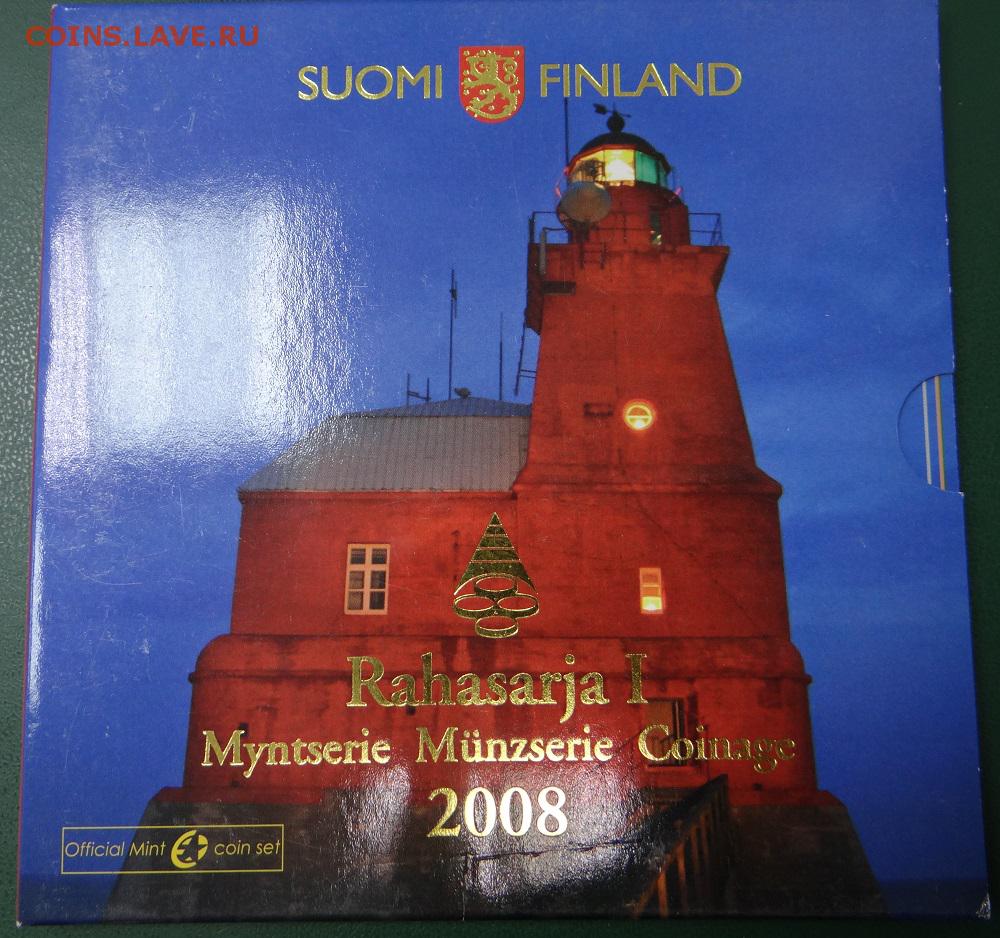 COINS.LAVE.RU
SUOMI FINLAND
Rahasarja I
Myntserie Münzserie Coinage
2008
Official Mint coin set